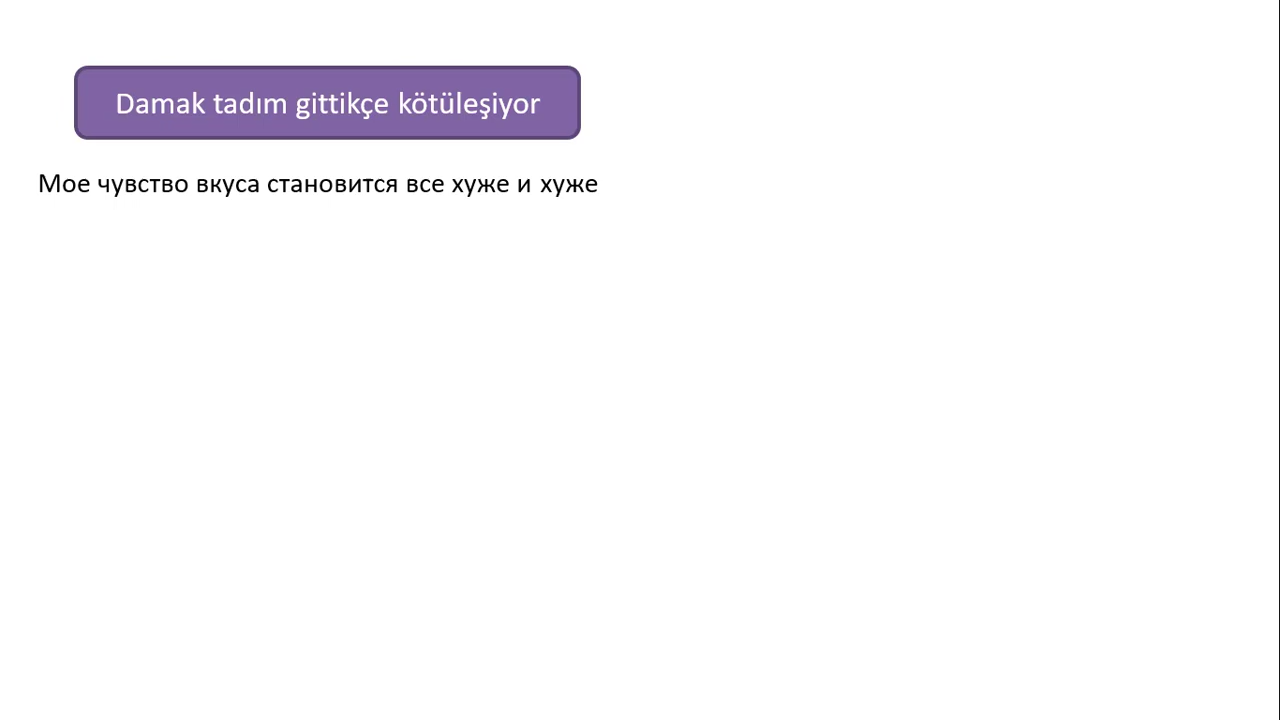 Damak tadım gittikçe kötüleşiyor
Мое чувство вкуса становится все хуже и хуже